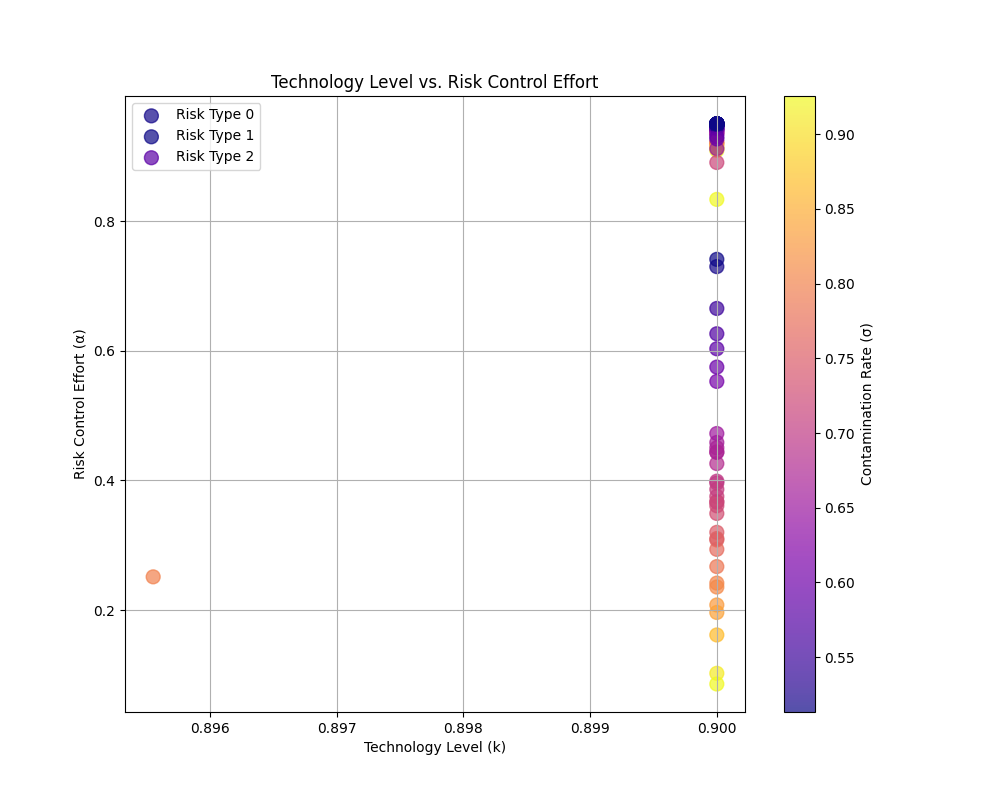 Technology Level vs. Risk Control Effort
Risk Type 0
Risk Type 1
Risk Type 2
Risk Control Effort (α)
0.8
0.6
0.4
0.2
0.896
0.897
0.898
0.899
0.900
Technology Level (k)
0.90
0.85
0.80
0.75
0.70
0.65
0.60
0.55
Contamination Rate (σ)